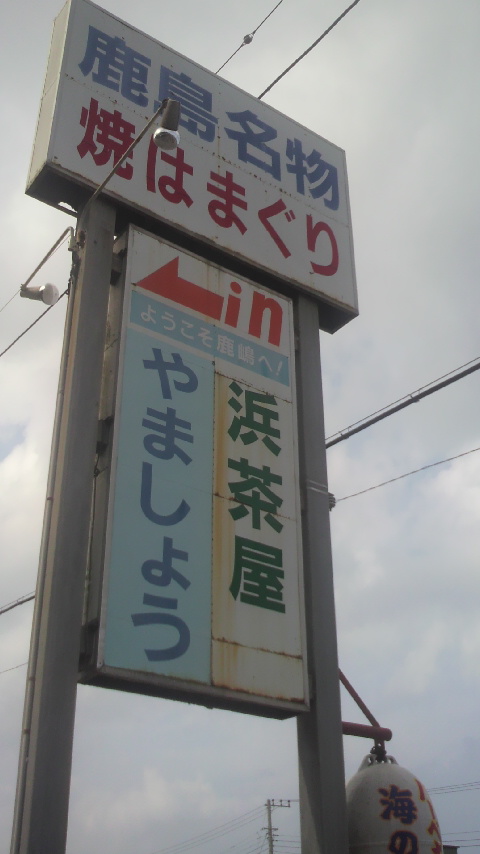 鹿島名物
焼はまぐり
in
ようこそ鹿嶋へ!
浜茶屋
やましょう
海の